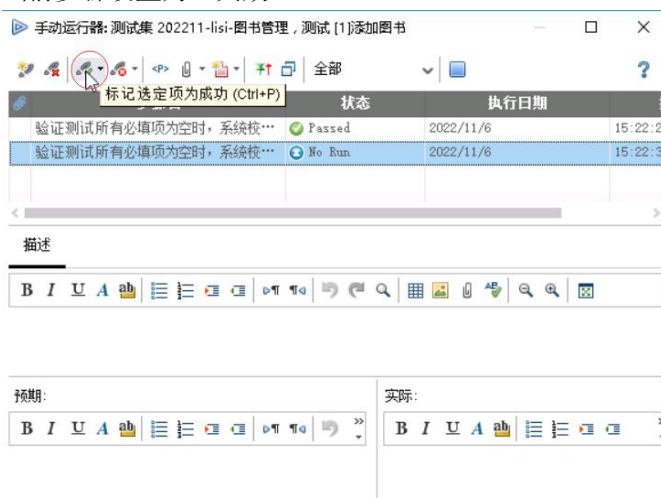 手动运行器: 测试集 202211-lisi-图书管理 , 测试 [1]添加图书
<P>
全部
?
标记选定项为成功 (Ctrl+P)
状态 执行日期
验证测试所有必填项为空时，系统校… Passed 2022/11/6 15:22:2
验证测试所有必填项为空时，系统校… No Run 2022/11/6 15:22:3
描述
B I U A ab
预期: 实际:
B I U A ab B I U A ab